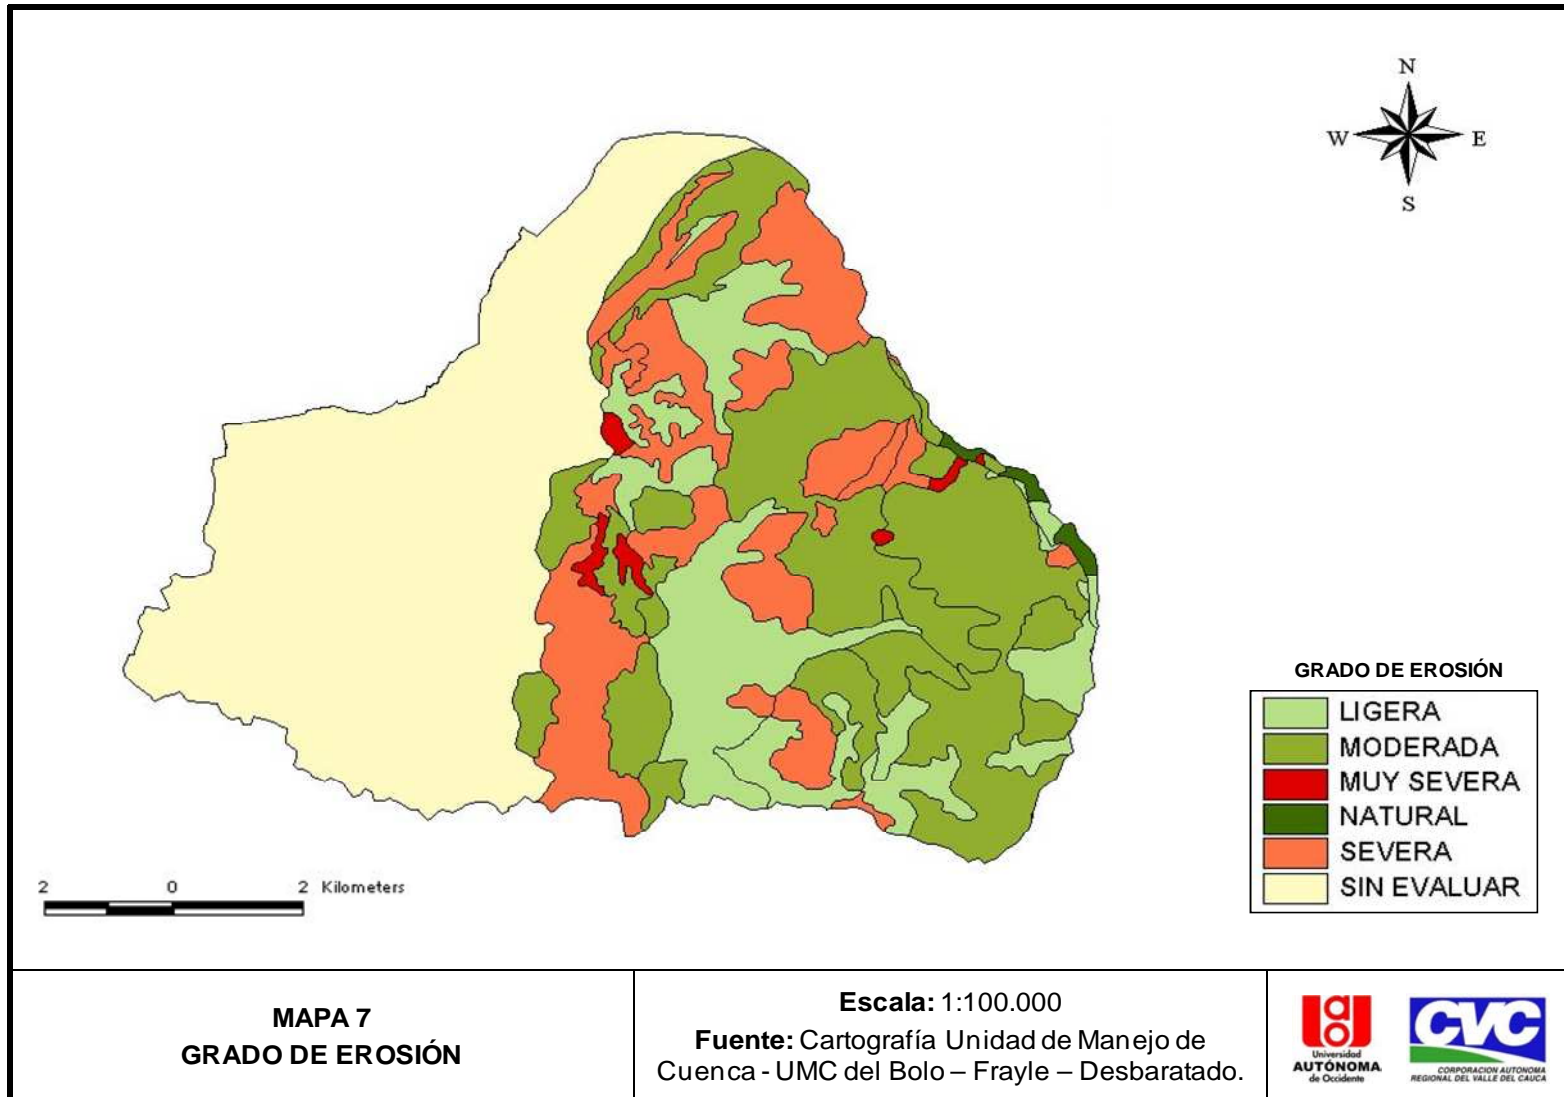 N
W E
S
GRADO DE EROSIÓN
LIGERA
MODERADA
MUY SEVERA
NATURAL
SEVERA
SIN EVALUAR
2 0 2 Kilometers
MAPA 7
GRADO DE EROSIÓN
Escala: 1:100.000
Fuente: Cartografía Unidad de Manejo de
Cuenca - UMC del Bolo – Frayle – Desbaratado.
Universidad
AUTÓNOMA
de Occidente
CVC
CORPORACION AUTONOMA
REGIONAL DEL VALLE DEL CAUCA